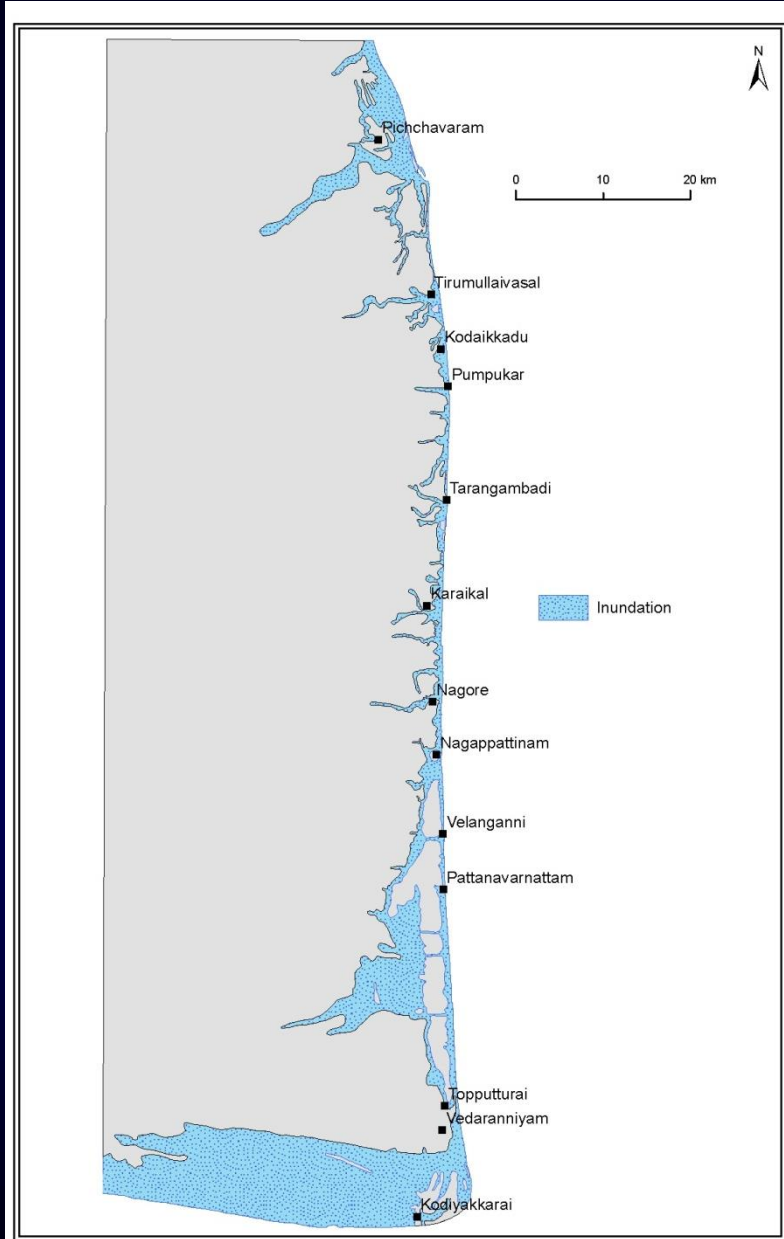 N
Pichchavaram
0 10 20 km
Tirumullaivasal
Kodaikkadu
Pumpukar
Tarangambadi
Karaikal
Inundation
Nagore
Nagappattinam
Velanganni
Pattanavarnattam
Topputturai
Vedaranniyam
Kodiyakkarai